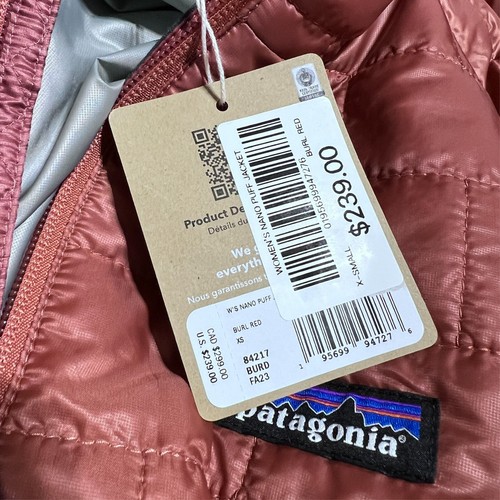 Product De
Détails du
We g
everyth
Nous garantissons
WOMEN'S NANO PUFF JACKET
0195699947276 BURL RED
X-SMALL
$239.00
W'S NANO PUFF
BURL RED
XS
84217
BURD
FA23
CAD $299.00
U.S. $239.00
1 95699 94727 6
patagonia